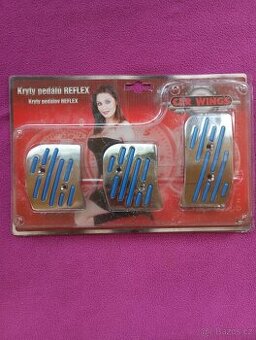 Kryty pedálů REFLEX
Kryty pedálov REFLEX
CAR WINGS